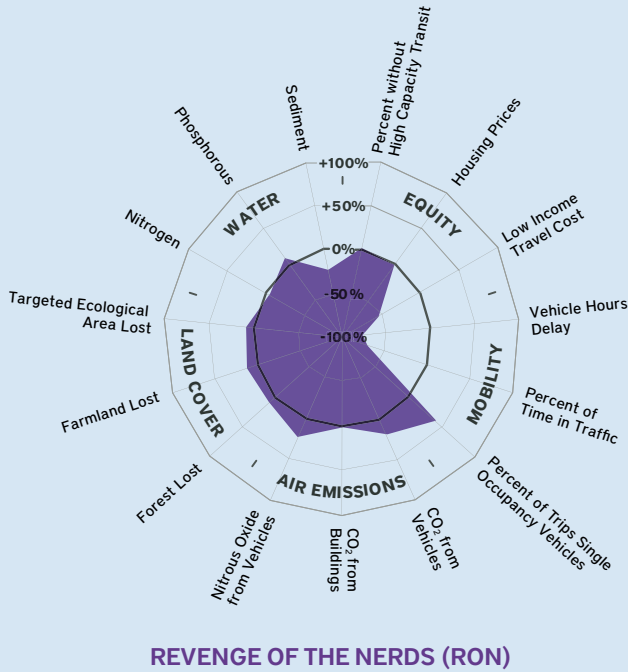 Percent without
High Capacity Transit
Housing Prices
Low Income
Travel Cost
Vehicle Hours
Delay
Percent of
Time in Traffic
Percent of Trips Single
Occupancy Vehicles
CO₂ from
Vehicles
CO₂ from
Buildings
Nitrous Oxide
from Vehicles
Forest Lost
Farmland Lost
Targeted Ecological
Area Lost
Nitrogen
Phosphorous
Sediment
+100%
+50%
0%
-50%
-100%
WATER
EQUITY
MOBILITY
AIR EMISSIONS
LAND COVER
REVENGE OF THE NERDS (RON)